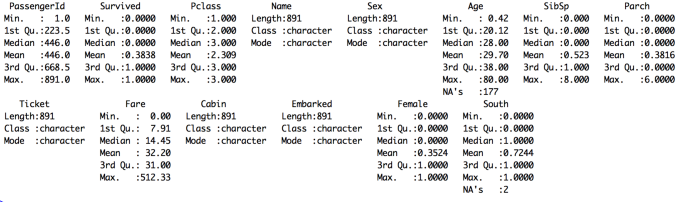 PassengerId Survived Pclass Name Sex Age SibSp Parch
Min. : 1.0 Min. :0.0000 Min. :1.000 Length:891 Length:891 Min. : 0.42 Min. :0.000 Min. :0.0000
1st Qu.:223.5 1st Qu.:0.0000 1st Qu.:2.000 Class :character Class :character 1st Qu.:20.12 1st Qu.:0.000 1st Qu.:0.0000
Median :446.0 Median :0.0000 Median :3.000 Mode :character Mode :character Median :28.00 Median :0.000 Median :0.0000
Mean :446.0 Mean :0.3838 Mean :2.309 Mean :29.70 Mean :0.523 Mean :0.3816
3rd Qu.:668.5 3rd Qu.:1.0000 3rd Qu.:3.000 3rd Qu.:38.00 3rd Qu.:1.000 3rd Qu.:0.0000
Max. :891.0 Max. :1.0000 Max. :3.000 Max. :80.00 Max. :8.000 Max. :6.0000
NA's :177
Ticket Fare Cabin Embarked Female South
Length:891 Min. : 0.00 Length:891 Length:891 Min. :0.0000 Min. :0.0000
Class :character 1st Qu.: 7.91 Class :character Class :character 1st Qu.:0.0000 1st Qu.:0.0000
Mode :character Median : 14.45 Mode :character Mode :character Median :0.0000 Median :1.0000
Mean : 32.20 Mean :0.3524 Mean :0.7244
3rd Qu.: 31.00 3rd Qu.:1.0000 3rd Qu.:1.0000
Max. :512.33 Max. :1.0000 Max. :1.0000
NA's :2